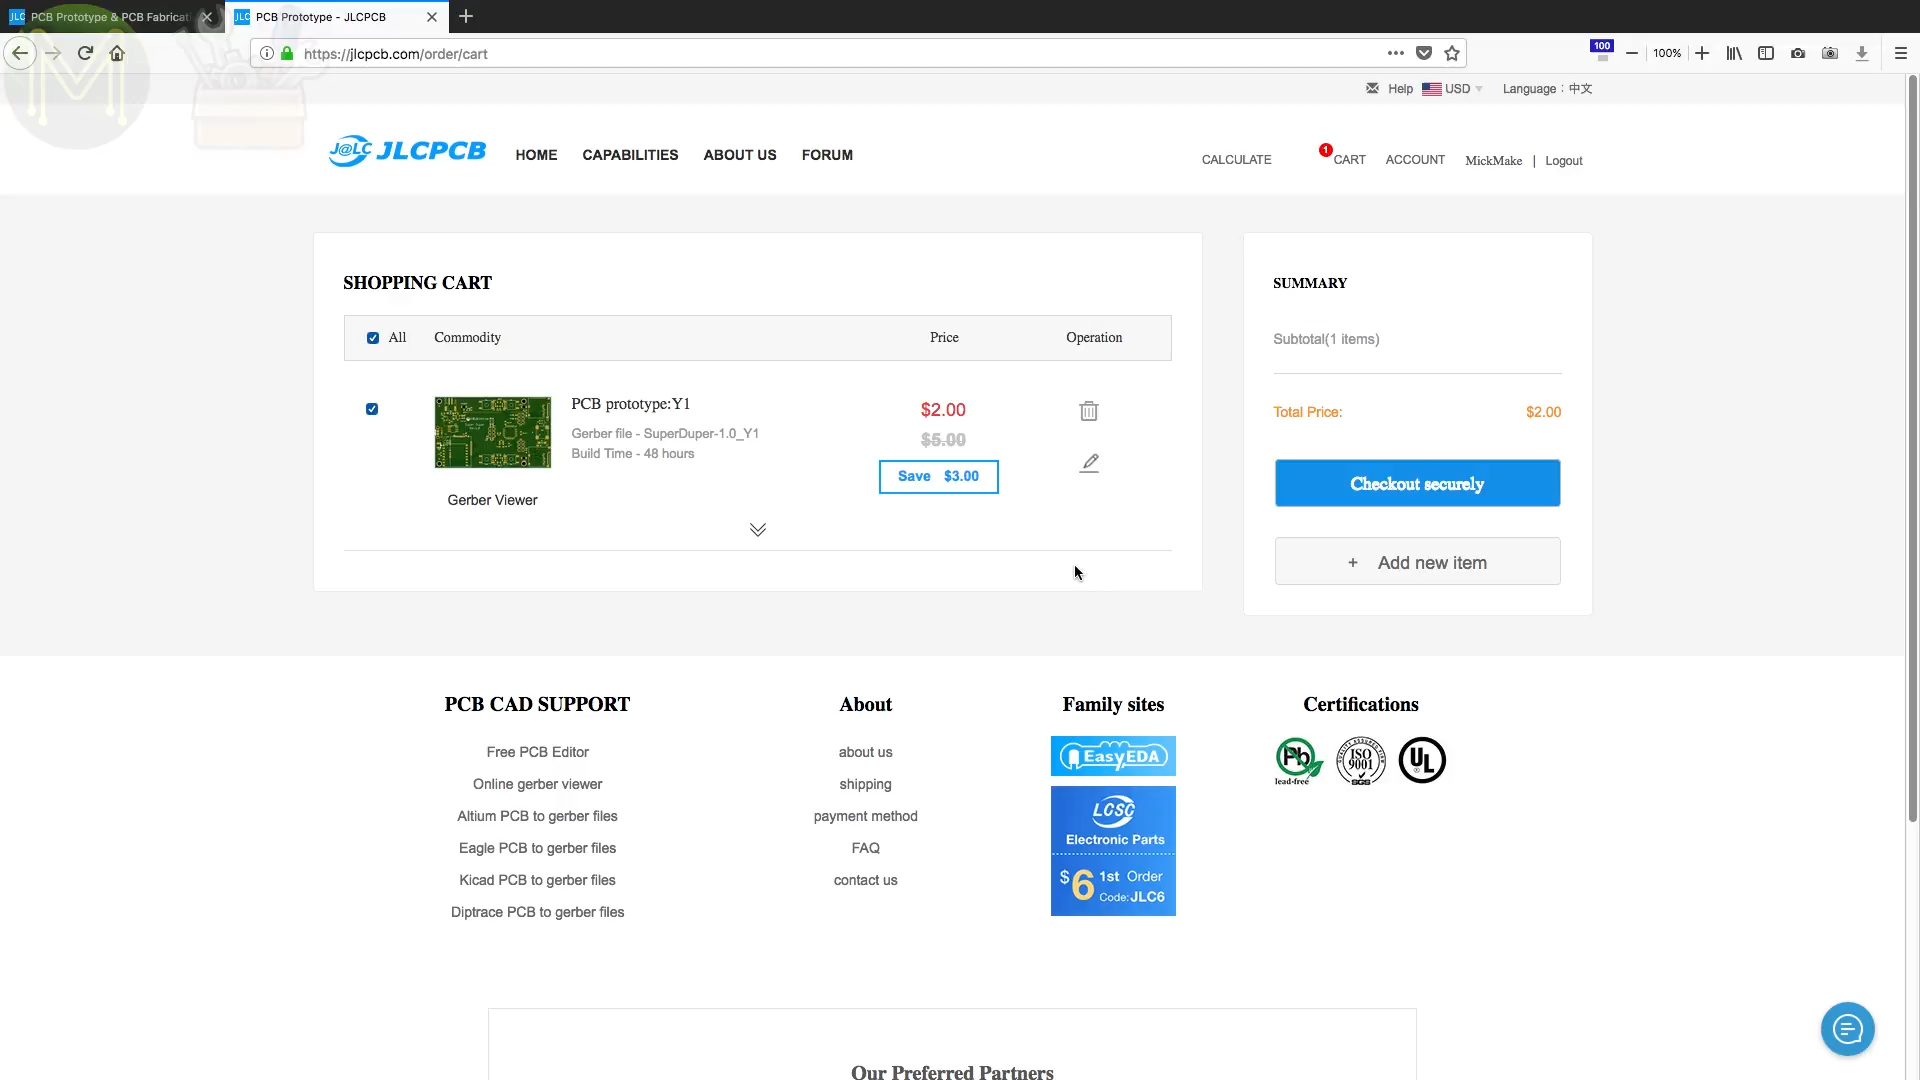 PCB Prototype & PCB Fabricati
PCB Prototype - JLCPCB
https://jlcpcb.com/order/cart
100
100%
Help
USD
Language : 中文
J@LC JLCPCB
HOME
CAPABILITIES
ABOUT US
FORUM
CALCULATE
1
CART
ACCOUNT
MickMake | Logout
SHOPPING CART
All
Commodity
Price
Operation
PCB prototype:Y1
Gerber file - SuperDuper-1.0_Y1
Build Time - 48 hours
$2.00
$5.00
Save $3.00
Gerber Viewer
SUMMARY
Subtotal(1 items)
Total Price: $2.00
Checkout securely
+ Add new item
PCB CAD SUPPORT
Free PCB Editor
Online gerber viewer
Altium PCB to gerber files
Eagle PCB to gerber files
Kicad PCB to gerber files
Diptrace PCB to gerber files
About
about us
shipping
payment method
FAQ
contact us
Family sites
EasyEDA
LCSC
Electronic Parts
$6 1st Order
Code:JLC6
Certifications
Pb
lead-free
ISO
9001
SGS
UL
Our Preferred Partners